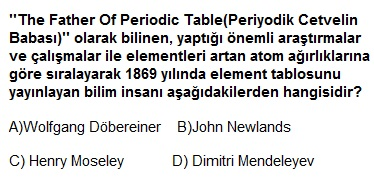 "The Father Of Periodic Table(Periyodik Cetvelin
Babası)" olarak bilinen, yaptığı önemli araştırmalar
ve çalışmalar ile elementleri artan atom ağırlıklarına
göre sıralayarak 1869 yılında element tablosunu
yayınlayan bilim insanı aşağıdakilerden hangisidir?
A)Wolfgang Döbereiner B)John Newlands
C) Henry Moseley D) Dimitri Mendeleyev